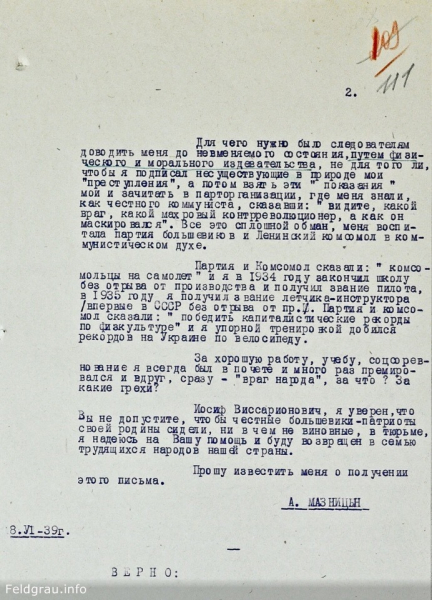 109
111
2.
Для чего нужно было следователям
доводить меня до невменяемого состояния,путем физи-
ческого и морального издевательства, не для того ли,
чтобы я подписал несуществующие в природе мои
"преступления", а потом взять эти " показания "
мои и зачитать в парторганизации, где меня знали,
как честного коммуниста, сказавши: " видите, какой
враг, какой махровый контрреволюционер, а как он
маскировался". Все это сплошной обман, меня воспи-
тала Партия большевиков и Ленинский комсомол в ком-
мунистическом духе.
Партия и Комсомол сказали: " комсо-
мольцы на самолет" и я в 1934 году закончил школу
без отрыва от производства и получил звание пилота,
в 1935 году я получил звание летчика-инструктора
/впервые в СССР без отрыва от пр./. Партия и комсо-
мол сказали: " победить капиталистические рекорды
по физкультуре" и я упорной тренировкой добился
рекордов на Украине по велосипеду.
За хорошую работу, учебу, соцсорев-
нование я всегда был в почете и много раз премиро-
вался и вдруг, сразу - "враг народа", за что ? За
какие грехи?
Иосиф Виссарионович, я уверен,что
Вы не допустите, что бы честные большевики-патриоты
своей родины сидели, ни в чем не виновные, в тюрьме,
я надеюсь на Вашу помощь и буду возвращен в семью
трудящихся народов нашей страны.
Прошу известить меня о получении
этого письма.
А. МАЗНИЦЫН
8.VI-39г.
ВЕРНО:
Feldgrau.info